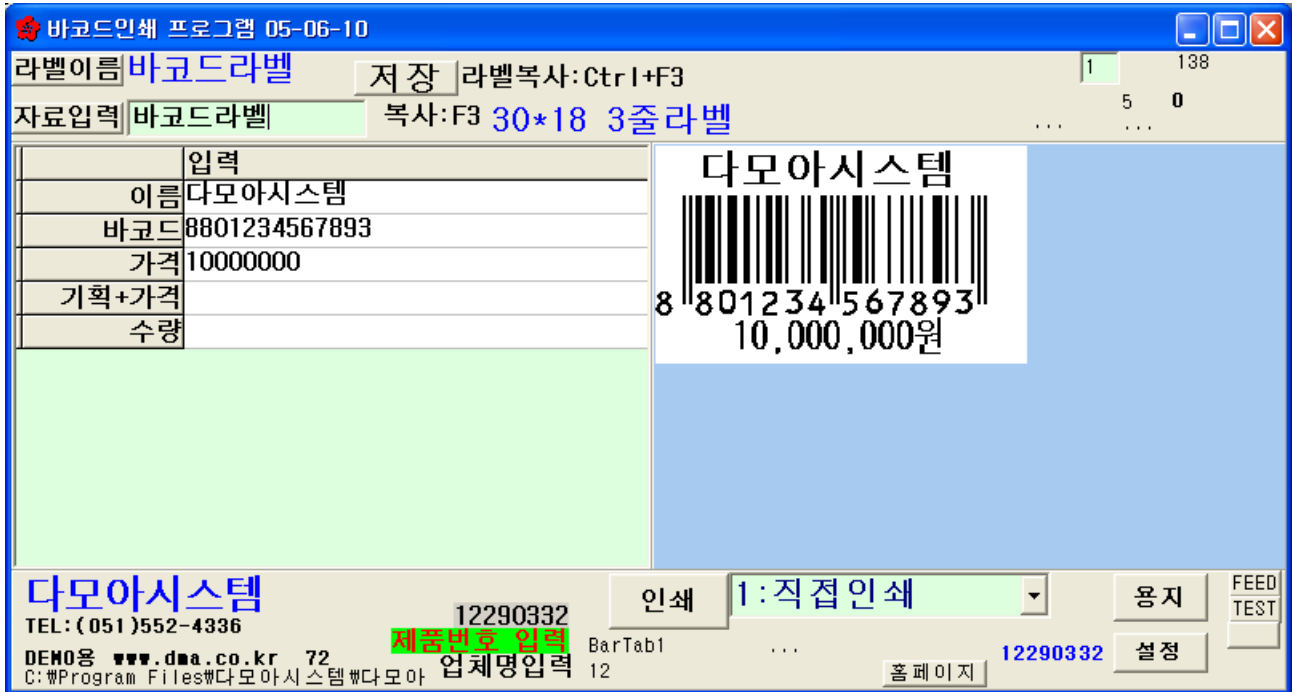 바코드인쇄 프로그램 05-06-10
라벨이름 바코드라벨 저장 라벨복사:Ctrl+F3 1 138
5 0
자료입력 바코드라벨 복사:F3 30*18 3줄라벨 ... ...
입력
이름 다모아시스템
바코드 8801234567893
가격 10000000
기획+가격
수량
다모아시스템
8 801234 567893
10,000,000원
다모아시스템
TEL:(051)552-4336
DEMO용 www.dma.co.kr 72
C:₩Program Files₩다모아시스템₩다모아
12290332
제품번호 입력
업체명입력
인쇄 1:직접인쇄
BarTab1 ...
12
홈페이지
12290332
용지
설정
FEED
TEST